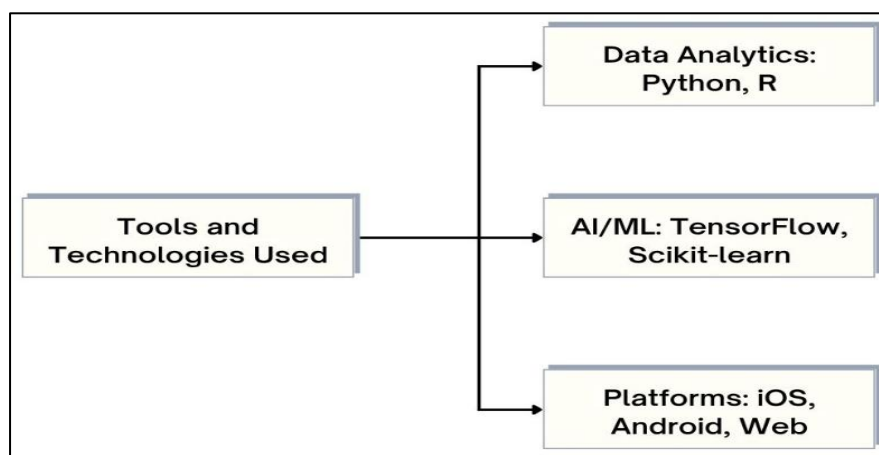 Data Analytics:
Python, R
Tools and
Technologies Used
AI/ML: TensorFlow,
Scikit-learn
Platforms: iOS,
Android, Web